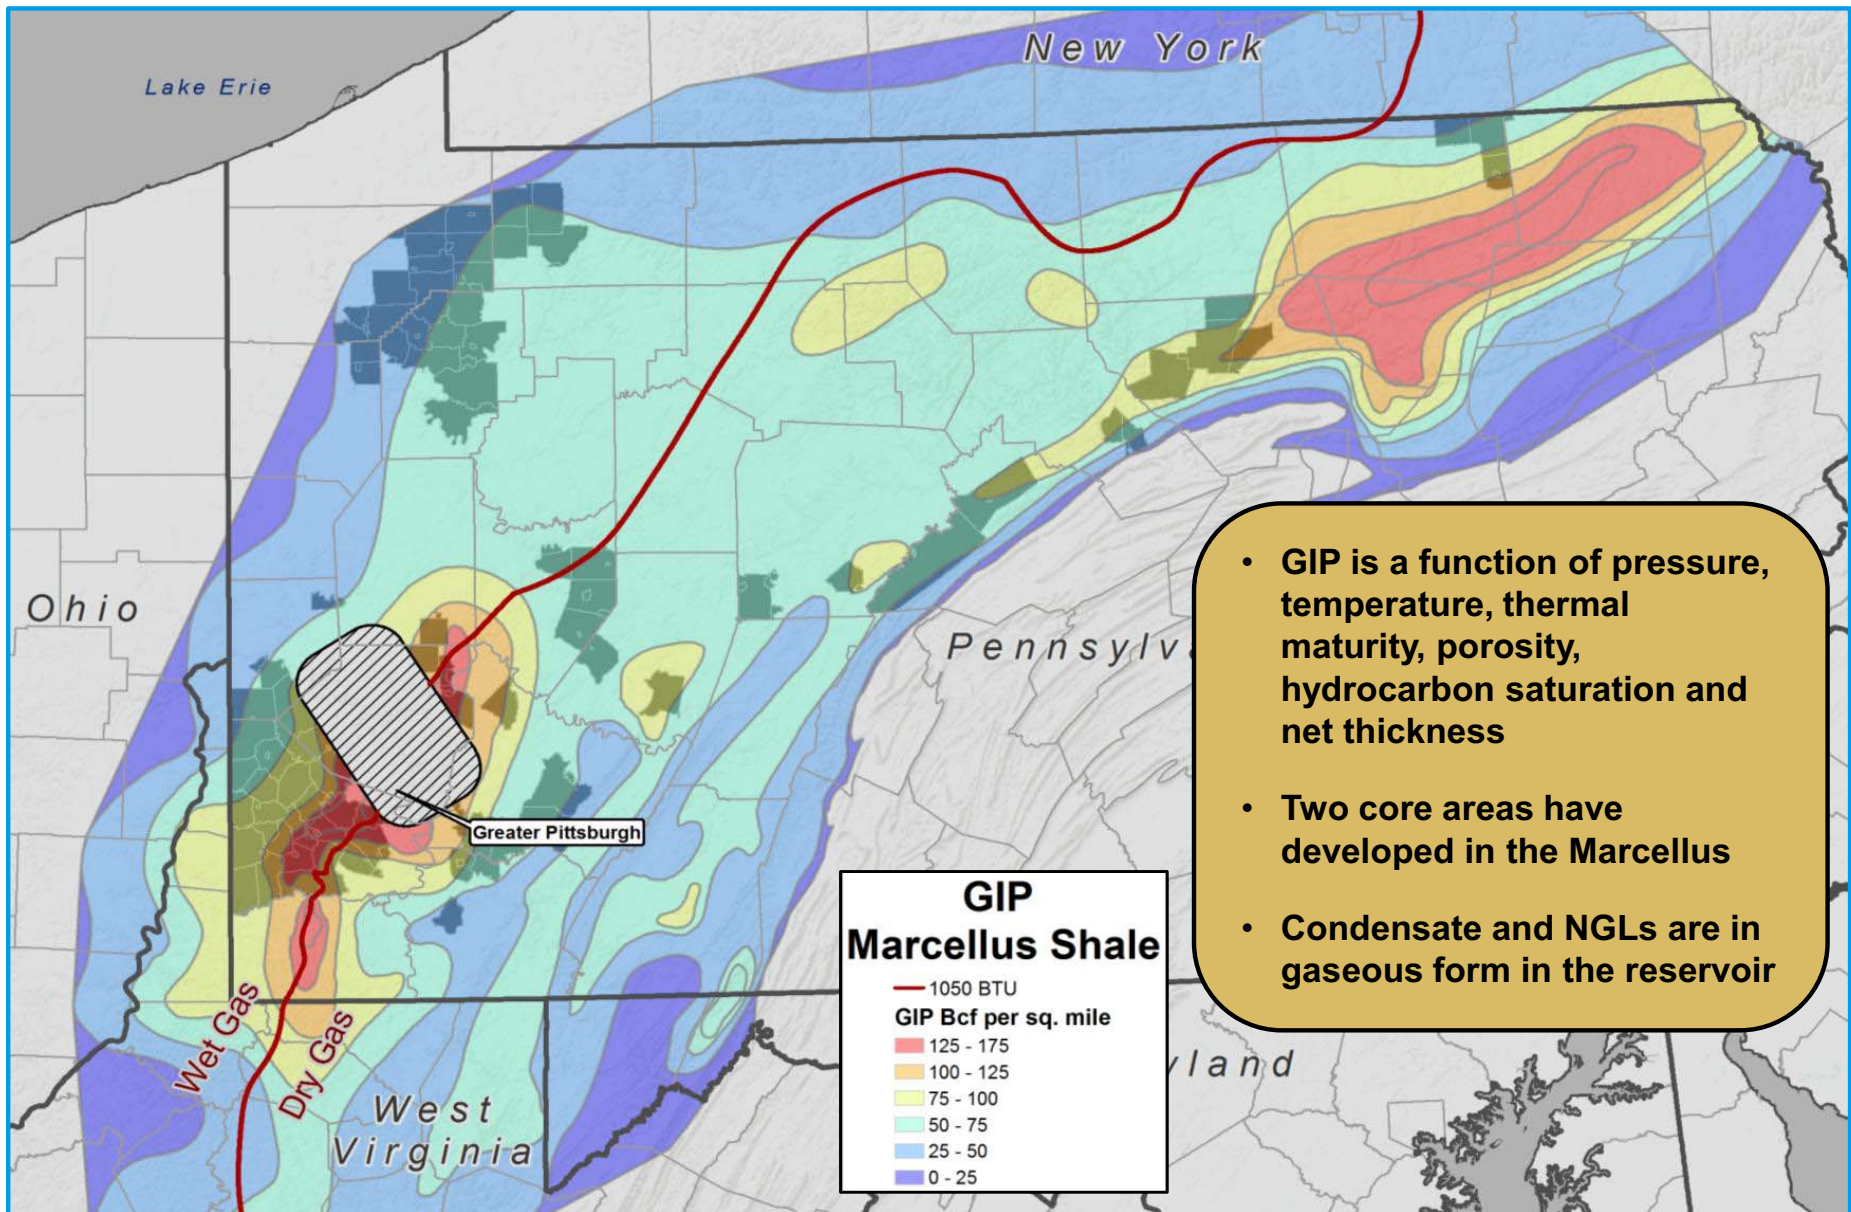 New York
Lake Erie
Ohio
• GIP is a function of pressure,
temperature, thermal
maturity, porosity,
hydrocarbon saturation and
net thickness
• Two core areas have
developed in the Marcellus
• Condensate and NGLs are in
gaseous form in the reservoir
Pennsylv
Greater Pittsburgh
GIP
Marcellus Shale
1050 BTU
GIP Bcf per sq. mile
125 - 175
100 - 125
75 - 100
50 - 75
25 - 50
0 - 25
Wet Gas
Dry Gas
West
Virginia
yland